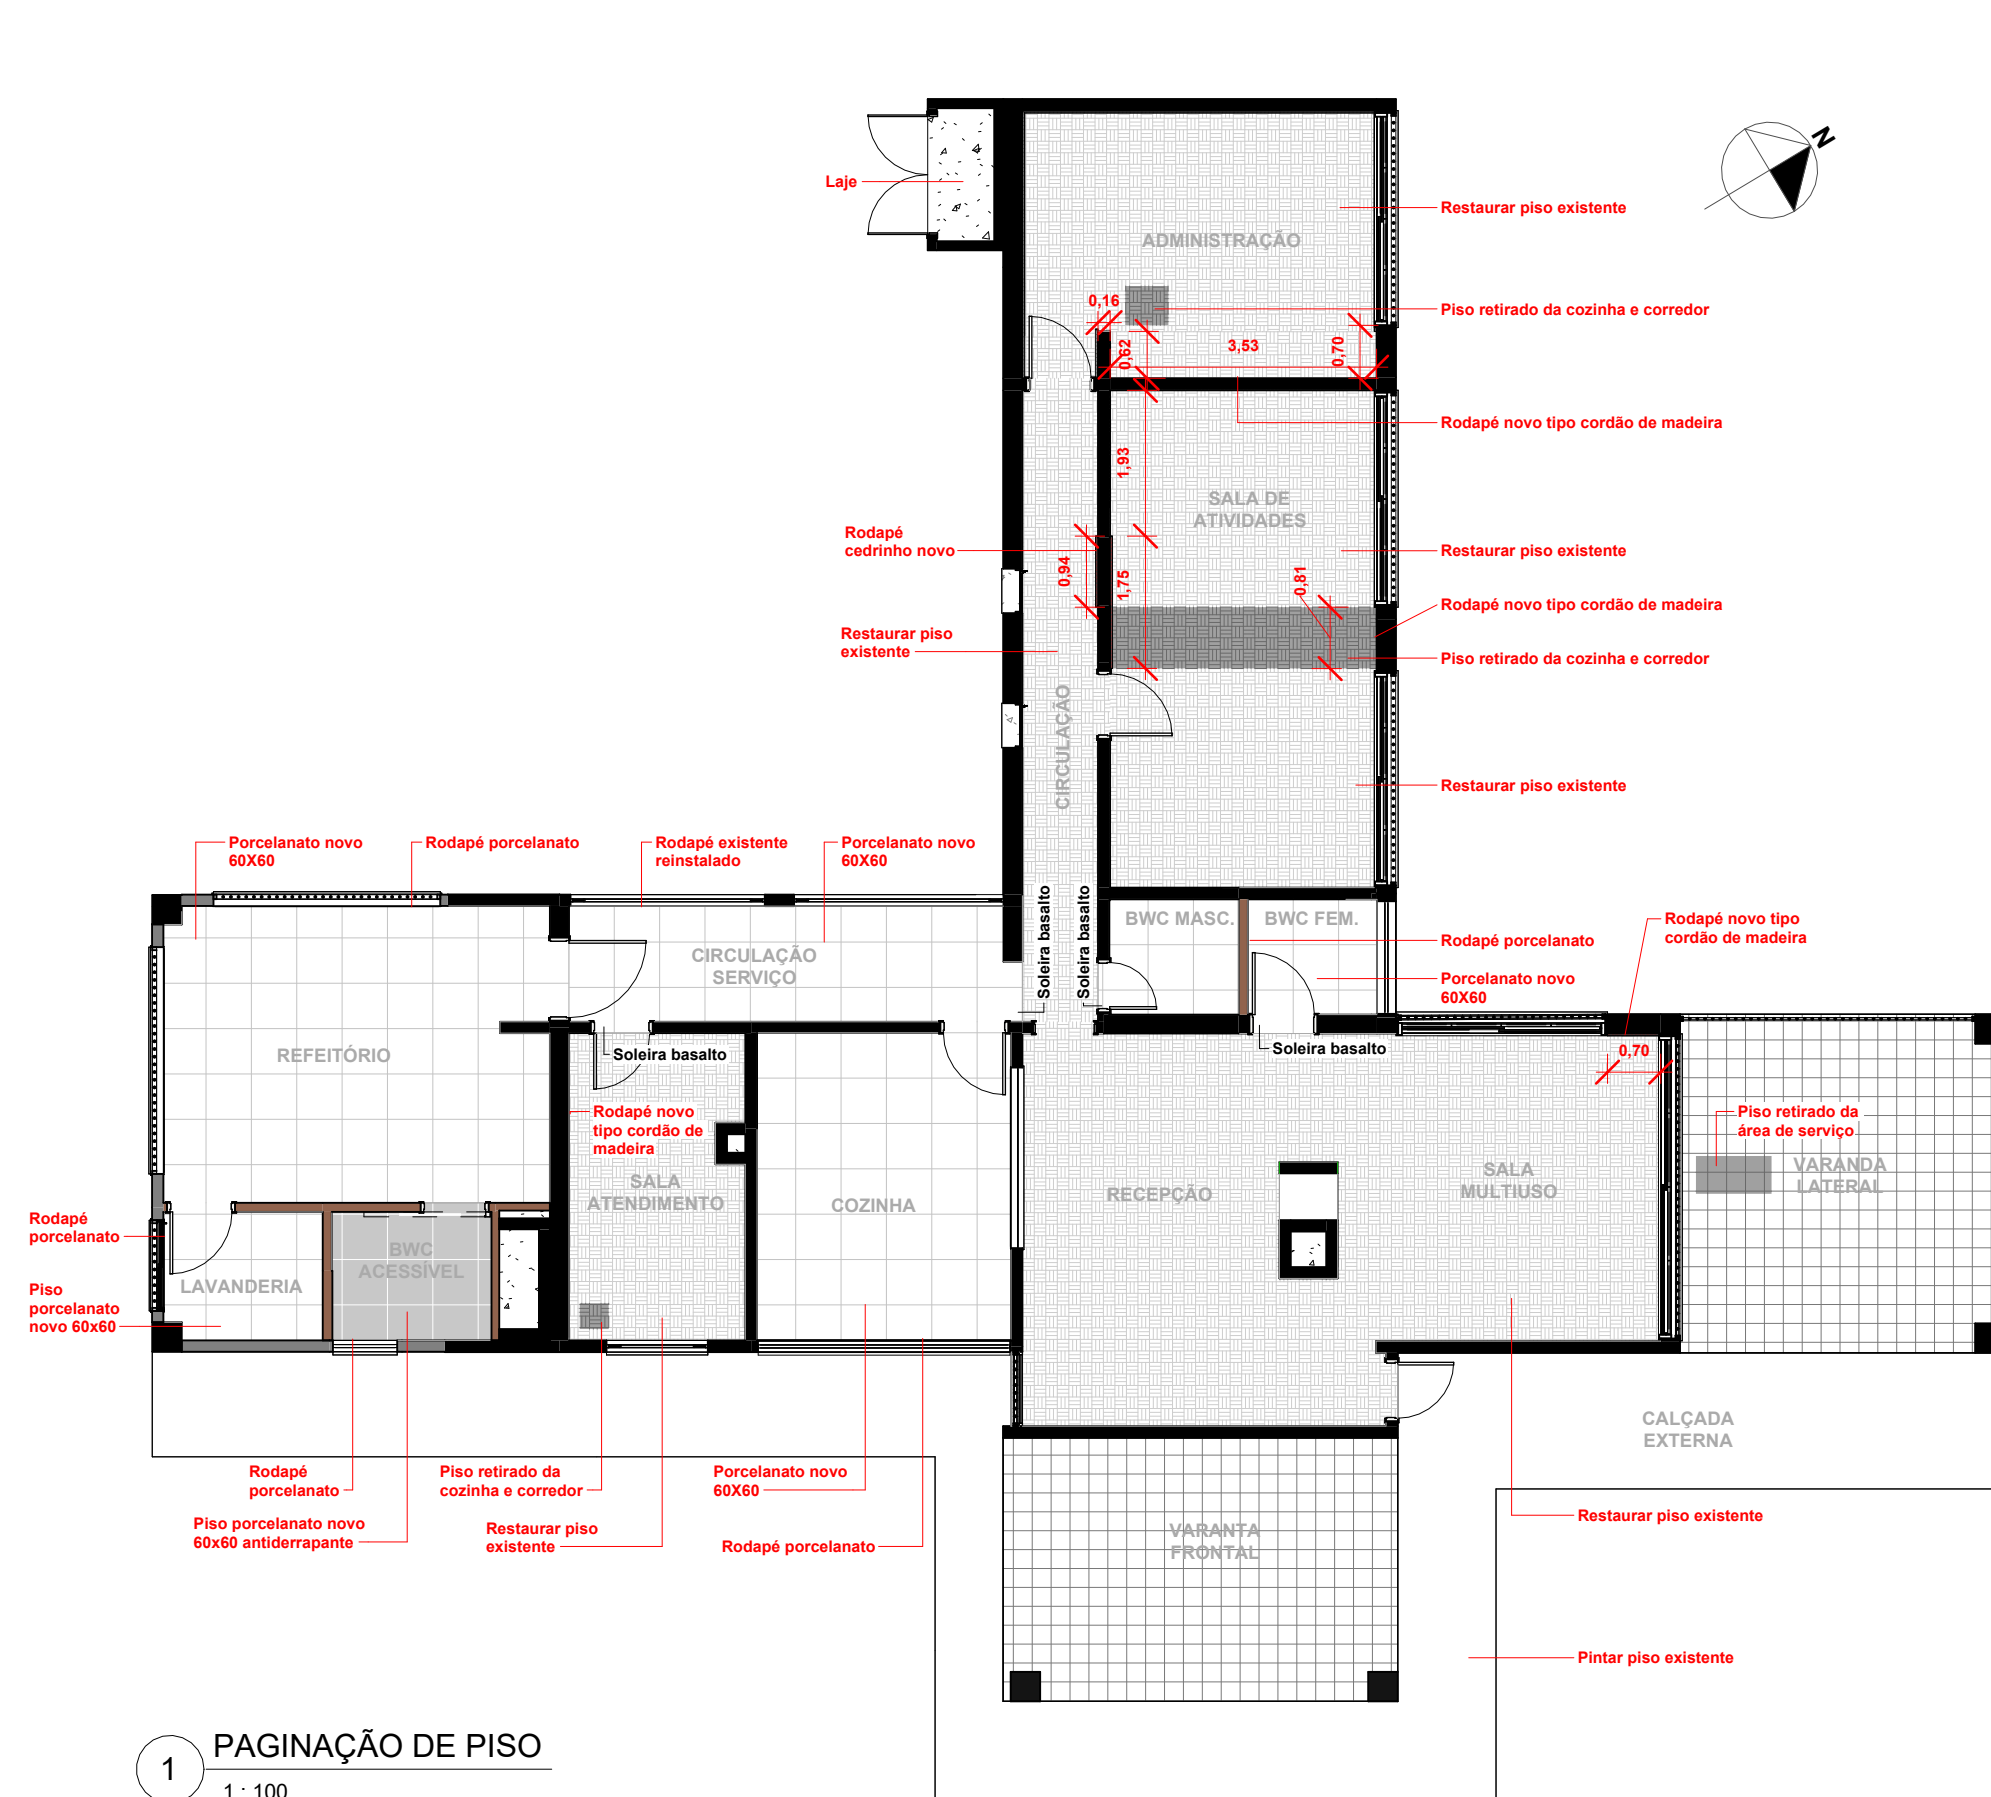 N
Laje
Restaurar piso existente
ADMINISTRAÇÃO
0,16
Piso retirado da cozinha e corredor
0,62
3,53
0,70
Rodapé novo tipo cordão de madeira
1,93
SALA DE
ATIVIDADES
Rodapé
cedrinho novo
Restaurar piso existente
0,94
1,75
0,81
Rodapé novo tipo cordão de madeira
Restaurar piso
existente
Piso retirado da cozinha e corredor
CIRCULAÇÃO
Restaurar piso existente
Porcelanato novo
60X60
Rodapé porcelanato
Rodapé existente
reinstalado
Porcelanato novo
60X60
Soleira basalto
Soleira basalto
BWC MASC.
BWC FEM.
Rodapé novo tipo
cordão de madeira
Rodapé porcelanato
CIRCULAÇÃO
SERVIÇO
Porcelanato novo
60X60
REFEITÓRIO
Soleira basalto
Soleira basalto
0,70
Rodapé novo
tipo cordão de
madeira
Piso retirado da
área de serviço
SALA
ATENDIMENTO
COZINHA
RECEPÇÃO
SALA
MULTIUSO
VARANDA
LATERAL
Rodapé
porcelanato
BWC
ACESSÍVEL
LAVANDERIA
Piso
porcelanato
novo 60x60
CALÇADA
EXTERNA
Rodapé
porcelanato
Piso retirado da
cozinha e corredor
Porcelanato novo
60X60
Piso porcelanato novo
60x60 antiderrapante
Restaurar piso
existente
Rodapé porcelanato
VARANTA
FRONTAL
Restaurar piso existente
Pintar piso existente
1
PAGINAÇÃO DE PISO
1 : 100